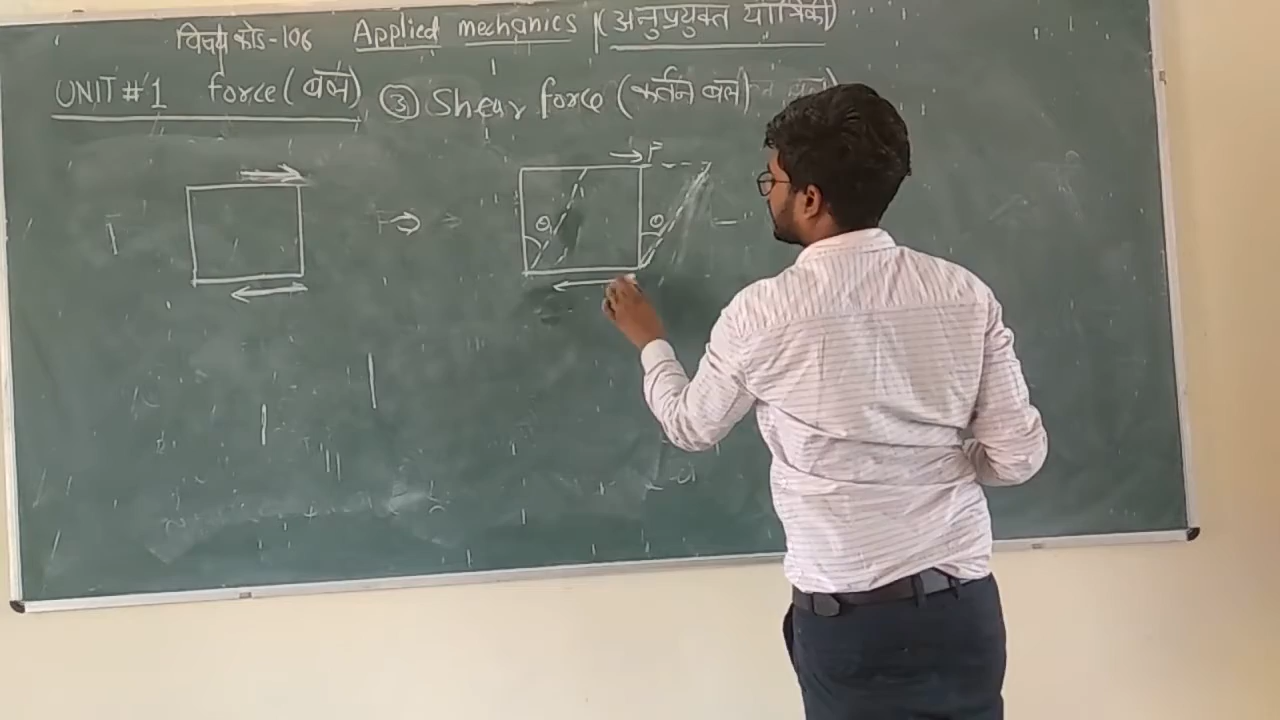 विषय कोड-106 Applied mechanics (अनुप्रयुक्त यांत्रिकी)
UNIT #1 force (बल) ③ Shear force (कर्तन बल)
F
θ θ